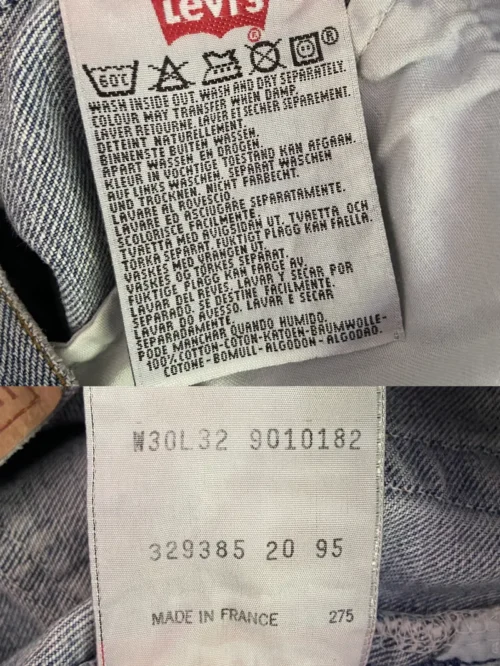 Levi's
®
60°C
®
WASH INSIDE OUT. WASH AND DRY SEPARATELY.
COLOUR MAY TRANSFER WHEN DAMP.
LAVER RETOURNÉ. LAVER ET SECHER SEPAREMENT.
DETEINT NATURELLEMENT.
BINNENSTE BUITEN WASSEN.
APART WASSEN EN DROGEN.
KLEUR IN VOCHTIGE TOESTAND KAN AFGAAN.
AUF LINKS WASCHEN. SEPARAT WASCHEN
UND TROCKNEN. NICHT FARBECHT.
LAVARE AL ROVESCIO.
LAVARE ED ASCIUGARE SEPARATAMENTE.
SCOLORISCE FACILMENTE.
TVAETTA MED AVIGSIDAN UT. TVAETTA OCH
TORKA SEPARAT. FUKTIGT PLAGG KAN FAELLA.
VASKES MED VRANGEN UT.
VASKES OG TØRKES SEPARAT.
FUKTIGE PLAGG KAN FARGE AV.
LAVAR DEL REVES. LAVAR Y SECAR POR
SEPARADO. SE DESTINE FACILMENTE.
LAVAR DO AVESSO. LAVAR E SECAR
SEPARADAMENTE.
PODE MANCHAR QUANDO HUMIDO.
100% COTTON-COTON-KATOEN-BAUMWOLLE-
COTONE-BOMULL-ALGODON-ALGODAO.
W30L32 9010182
329385 20 95
MADE IN FRANCE 275